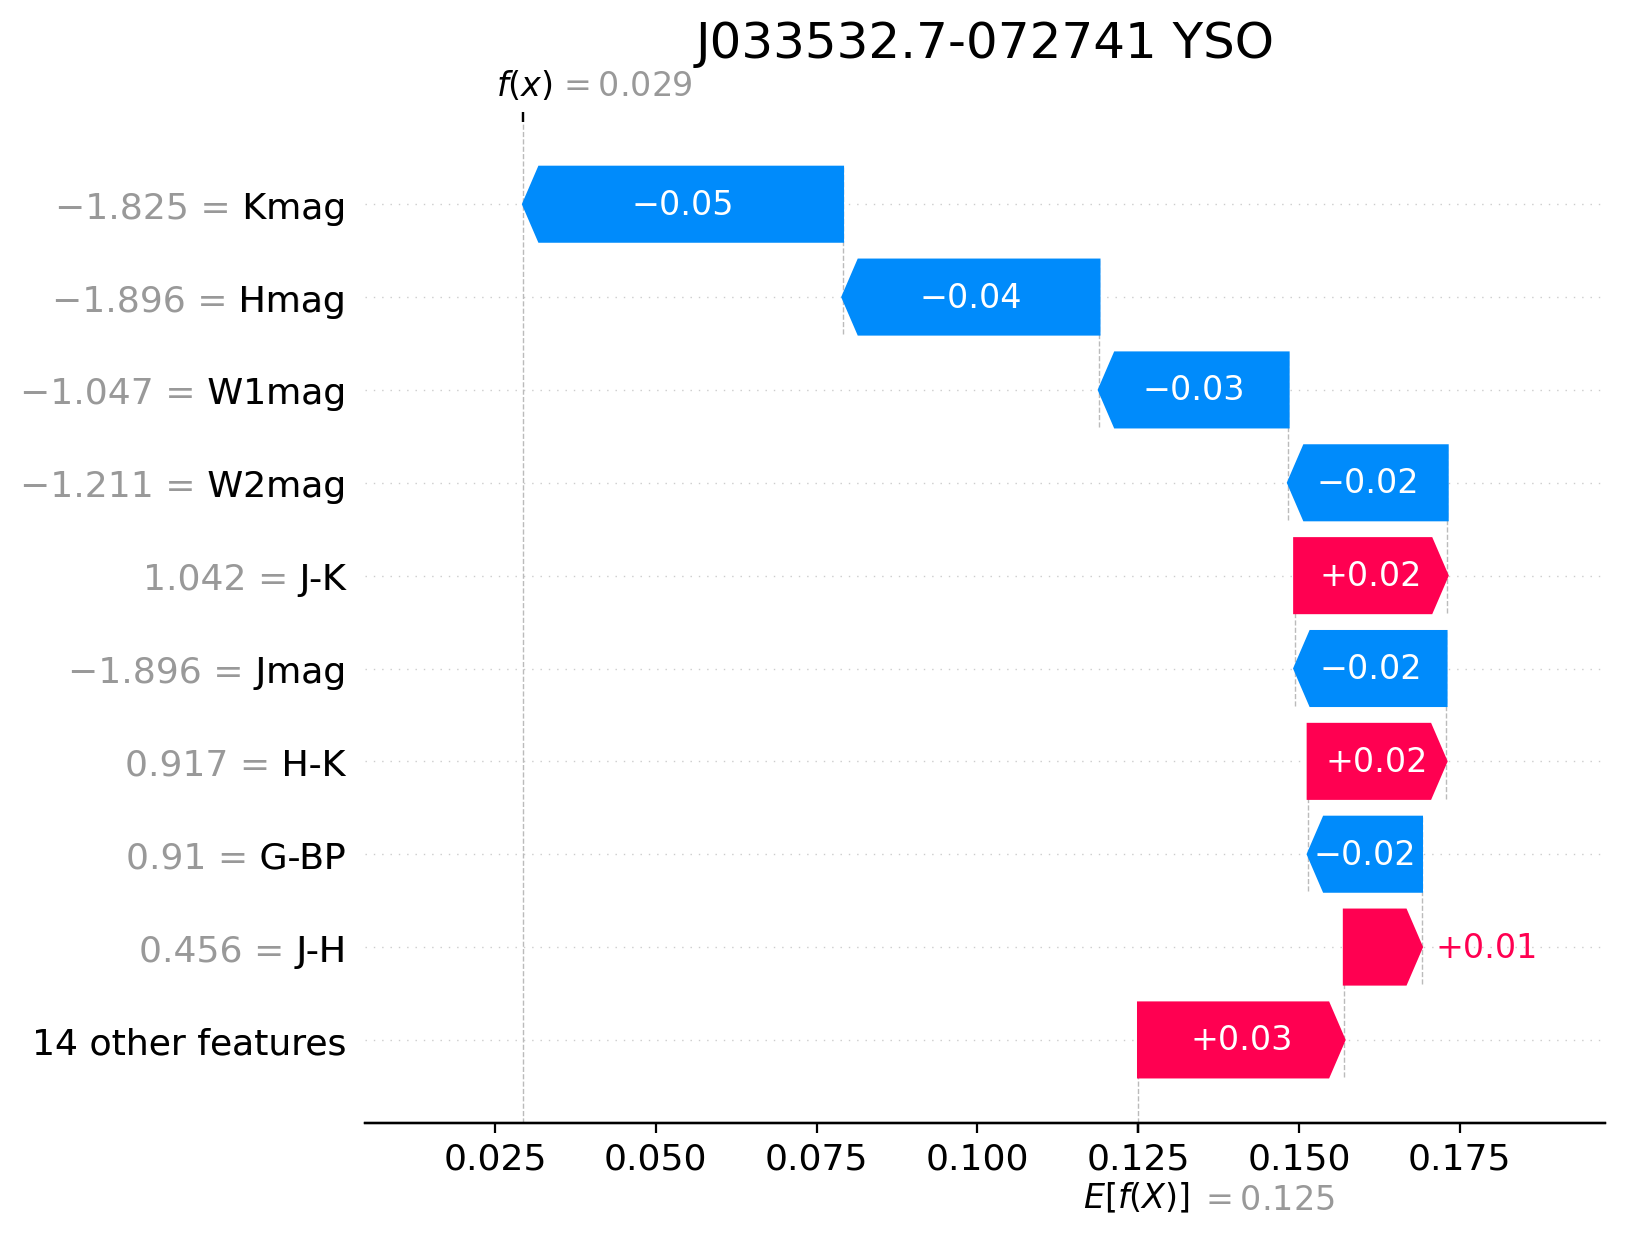 J033532.7-072741 YSO
f(x) = 0.029
−1.825 = Kmag
−0.05
−1.896 = Hmag
−0.04
−1.047 = W1mag
−0.03
−1.211 = W2mag
−0.02
1.042 = J-K
+0.02
−1.896 = Jmag
−0.02
0.917 = H-K
+0.02
0.91 = G-BP
−0.02
0.456 = J-H
+0.01
14 other features
+0.03
0.025 0.050 0.075 0.100 0.125 0.150 0.175
E[f(X)] = 0.125